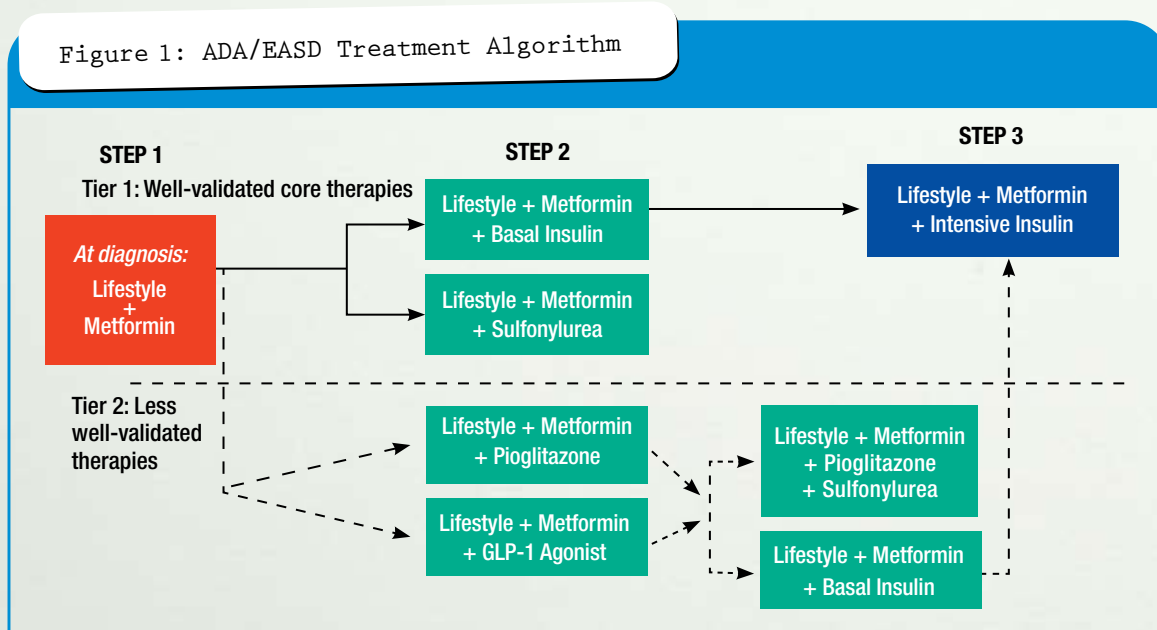 Figure 1: ADA/EASD Treatment Algorithm
STEP 1
STEP 2
STEP 3
Tier 1: Well-validated core therapies
At diagnosis:
Lifestyle
+
Metformin
Lifestyle + Metformin
+ Basal Insulin
Lifestyle + Metformin
+ Sulfonylurea
Lifestyle + Metformin
+ Intensive Insulin
Tier 2: Less
well-validated
therapies
Lifestyle + Metformin
+ Pioglitazone
Lifestyle + Metformin
+ GLP-1 Agonist
Lifestyle + Metformin
+ Pioglitazone
+ Sulfonylurea
Lifestyle + Metformin
+ Basal Insulin